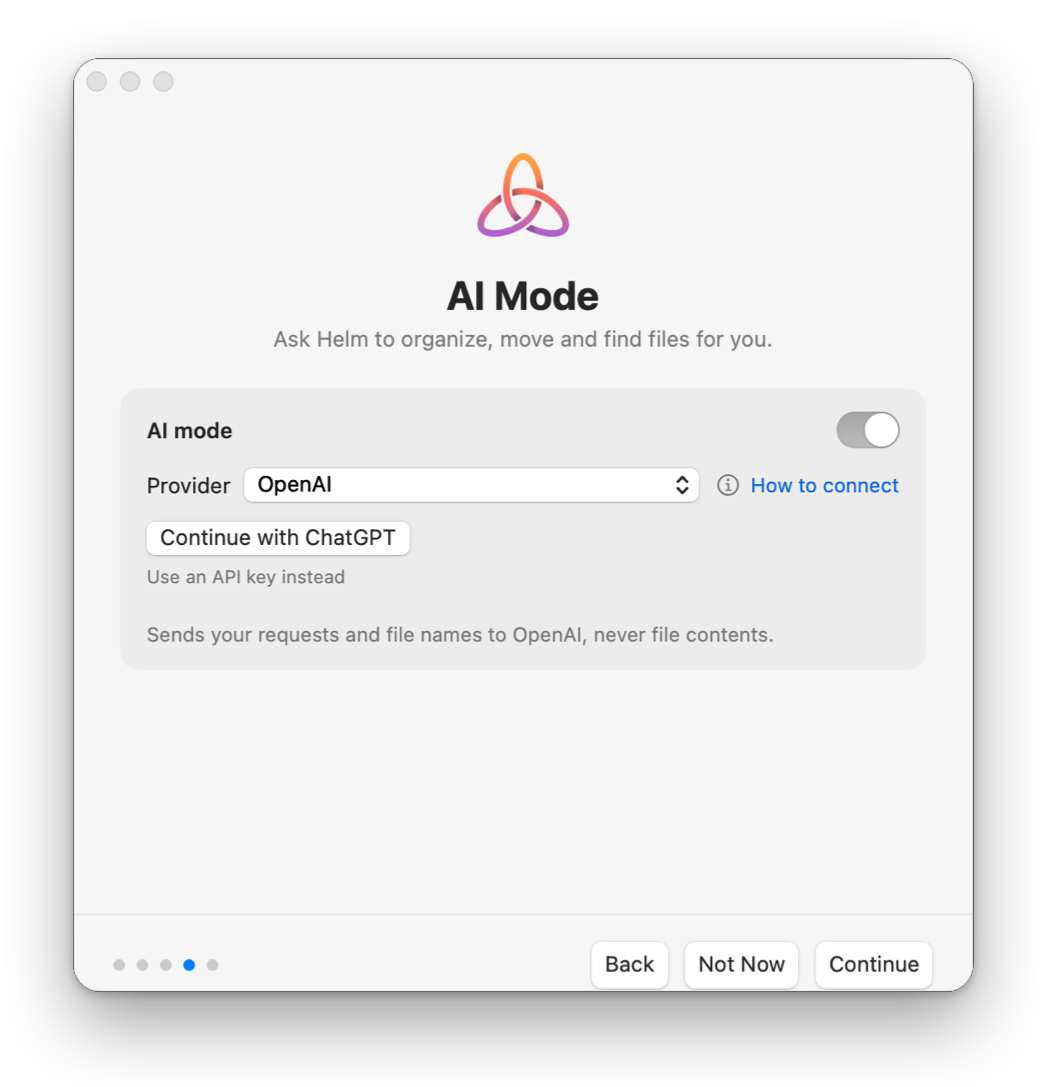 AI Mode
Ask Helm to organize, move and find files for you.
AI mode
Provider OpenAI How to connect
Continue with ChatGPT
Use an API key instead
Sends your requests and file names to OpenAI, never file contents.
Back Not Now Continue